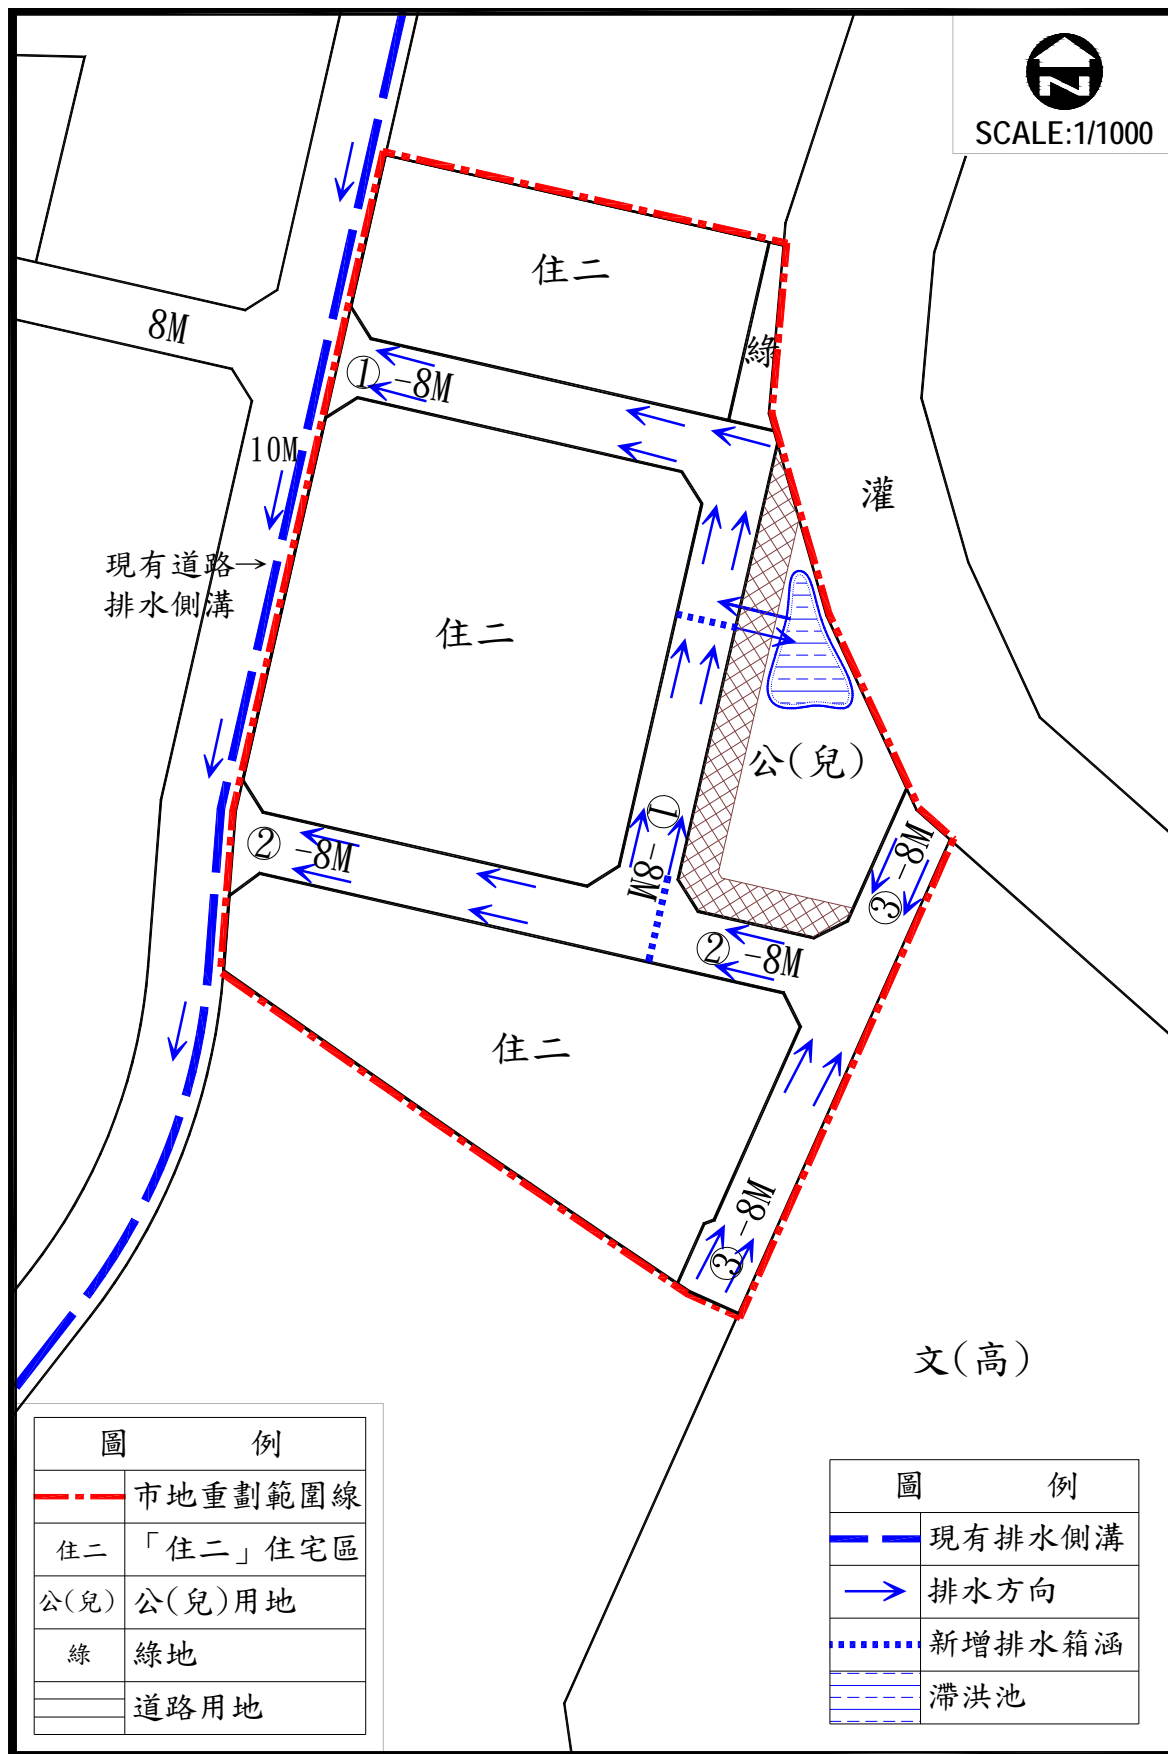 SCALE:1/1000
住二
8M
綠
①-8M
10M
灌
現有道路→
排水側溝
住二
公(兒)
①-8M
②-8M
③-8M
②-8M
住二
③-8M
文(高)
圖 例
市地重劃範圍線
住二 「住二」住宅區
公(兒) 公(兒)用地
綠 綠地
道路用地
圖 例
現有排水側溝
排水方向
新增排水箱涵
滯洪池